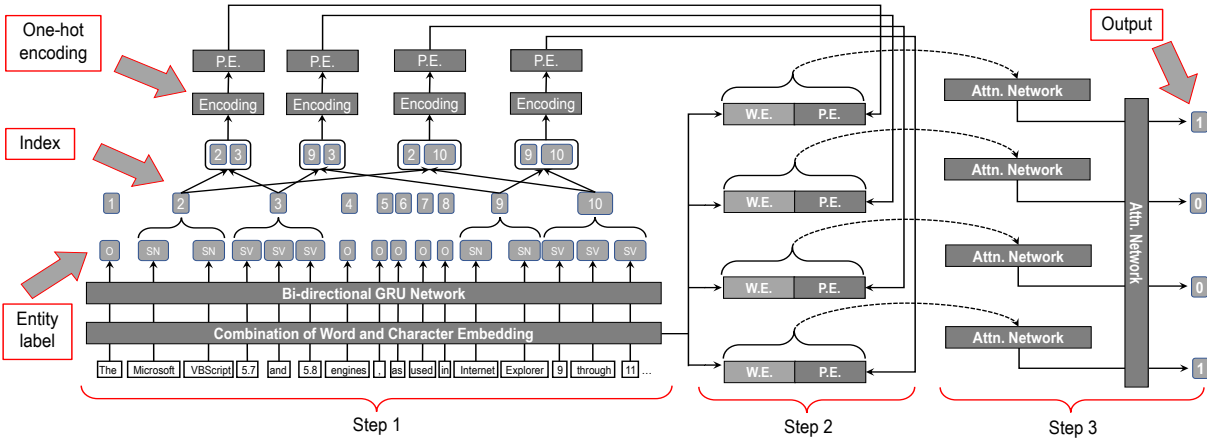 One-hot
encoding
Output
P.E. P.E. P.E. P.E.
Encoding Encoding Encoding Encoding
Index
2 3 9 3 2 10 9 10
1 2 3 4 5 6 7 8 9 10
O SN SN SV SV SV O O O O O SN SN SV SV SV
Entity
label
Bi-directional GRU Network
Combination of Word and Character Embedding
The Microsoft VBScript 5.7 and 5.8 engines , as used in Internet Explorer 9 through 11 ...
Step 1
W.E. P.E.
W.E. P.E.
W.E. P.E.
W.E. P.E.
Step 2
Attn. Network
Attn. Network
Attn. Network
Attn. Network
Attn. Network
1
0
0
1
Step 3